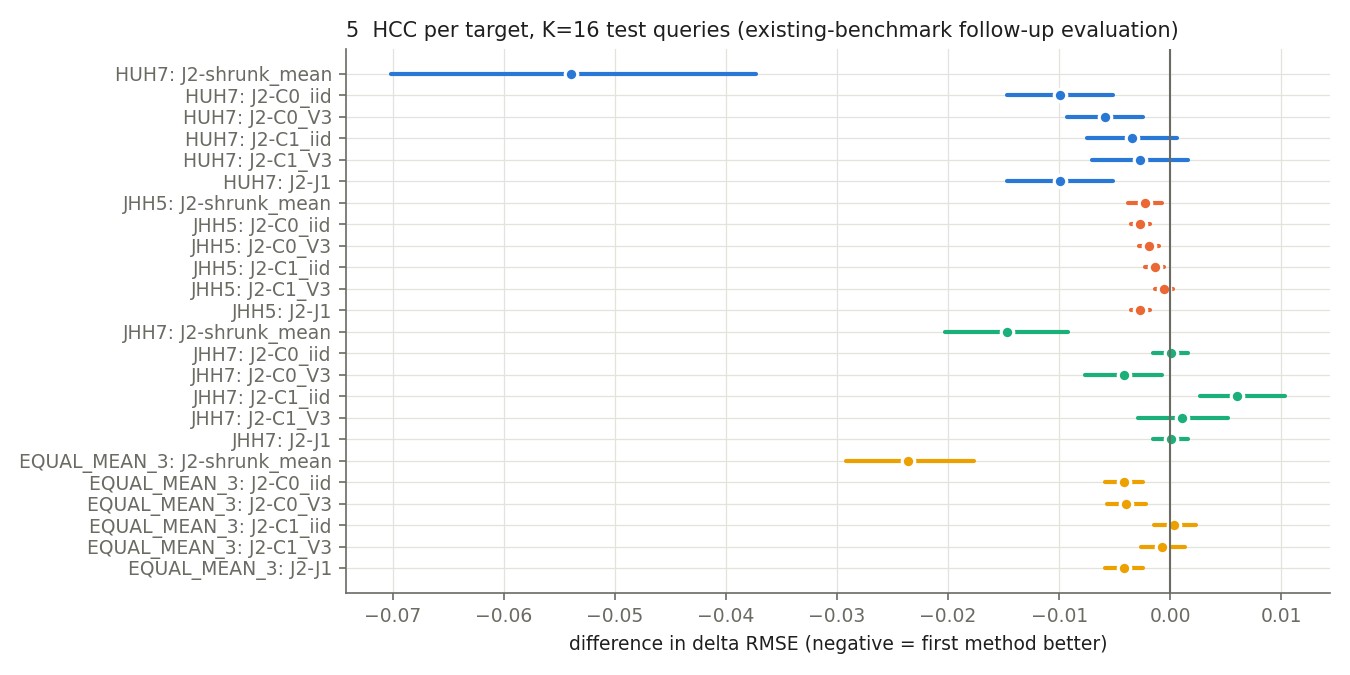 5  HCC per target, K=16 test queries (existing-benchmark follow-up evaluation)
HUH7: J2-shrunk_mean
HUH7: J2-C0_iid
HUH7: J2-C0_V3
HUH7: J2-C1_iid
HUH7: J2-C1_V3
HUH7: J2-J1
JHH5: J2-shrunk_mean
JHH5: J2-C0_iid
JHH5: J2-C0_V3
JHH5: J2-C1_iid
JHH5: J2-C1_V3
JHH5: J2-J1
JHH7: J2-shrunk_mean
JHH7: J2-C0_iid
JHH7: J2-C0_V3
JHH7: J2-C1_iid
JHH7: J2-C1_V3
JHH7: J2-J1
EQUAL_MEAN_3: J2-shrunk_mean
EQUAL_MEAN_3: J2-C0_iid
EQUAL_MEAN_3: J2-C0_V3
EQUAL_MEAN_3: J2-C1_iid
EQUAL_MEAN_3: J2-C1_V3
EQUAL_MEAN_3: J2-J1
−0.07 −0.06 −0.05 −0.04 −0.03 −0.02 −0.01 0.00 0.01
difference in delta RMSE (negative = first method better)